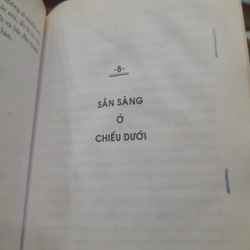 -8-
SẴN SÀNG
Ở
CHIẾU DƯỚI